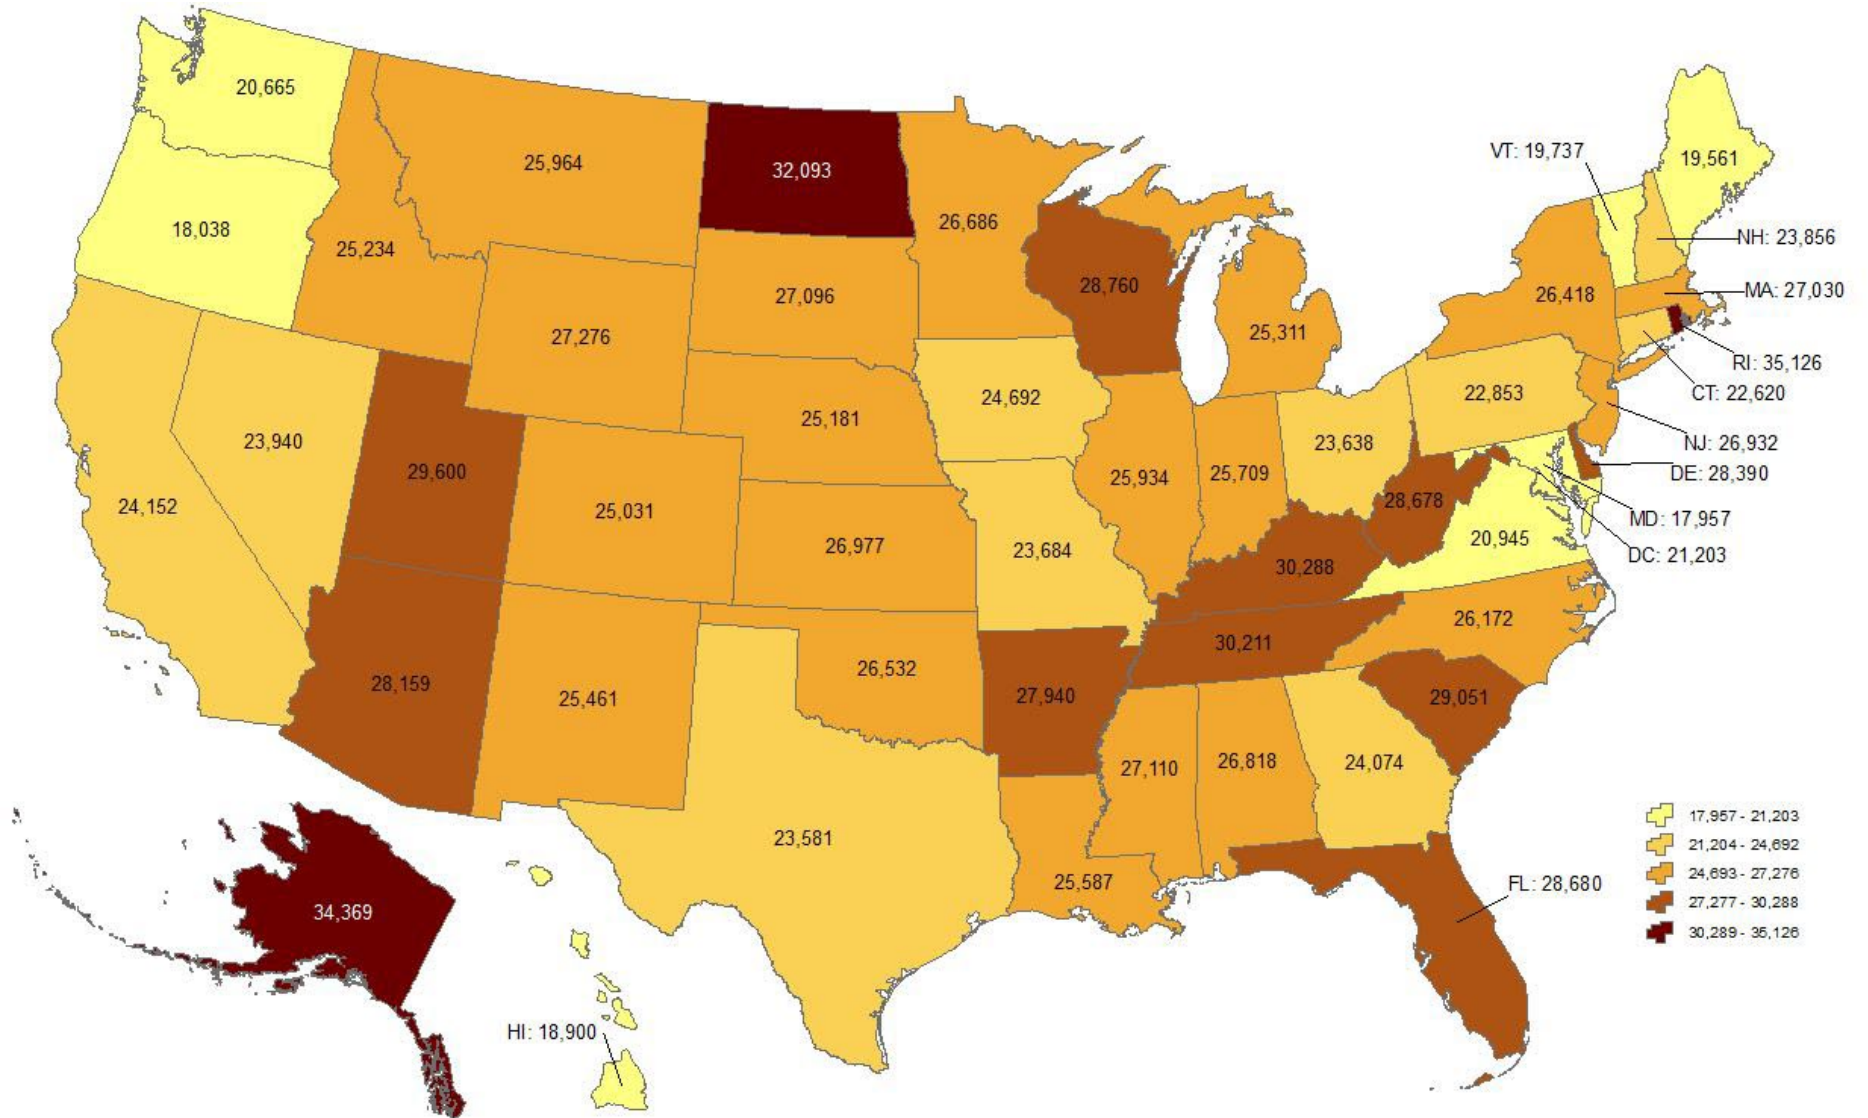 20,665
VT: 19,737
19,561
25,964
32,093
18,038
26,686
NH: 23,856
25,234
28,760
MA: 27,030
27,096
26,418
27,276
25,311
RI: 35,126
CT: 22,620
24,692
22,853
25,181
23,940
23,638
NJ: 26,932
29,600
DE: 28,390
25,934
25,709
28,678
24,152
25,031
MD: 17,957
20,945
26,977
23,684
DC: 21,203
30,288
26,172
30,211
26,532
28,159
25,461
27,940
29,051
27,110
26,818
24,074
23,581
17,957 - 21,203
21,204 - 24,692
24,693 - 27,276
27,277 - 30,288
30,289 - 35,126
25,587
FL: 28,680
34,369
HI: 18,900